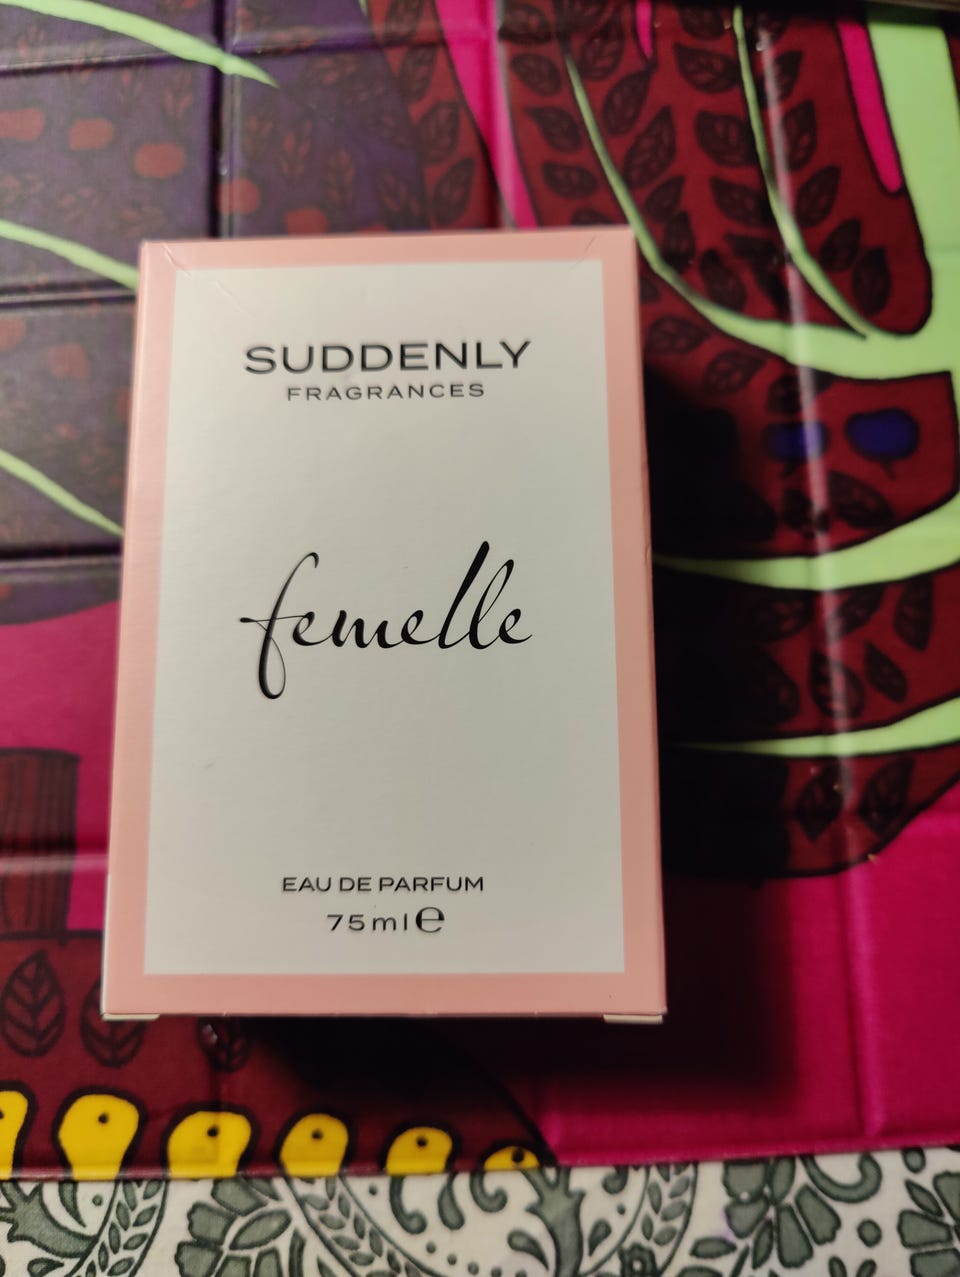 SUDDENLY
FRAGRANCES
femelle
EAU DE PARFUM
75ml℮